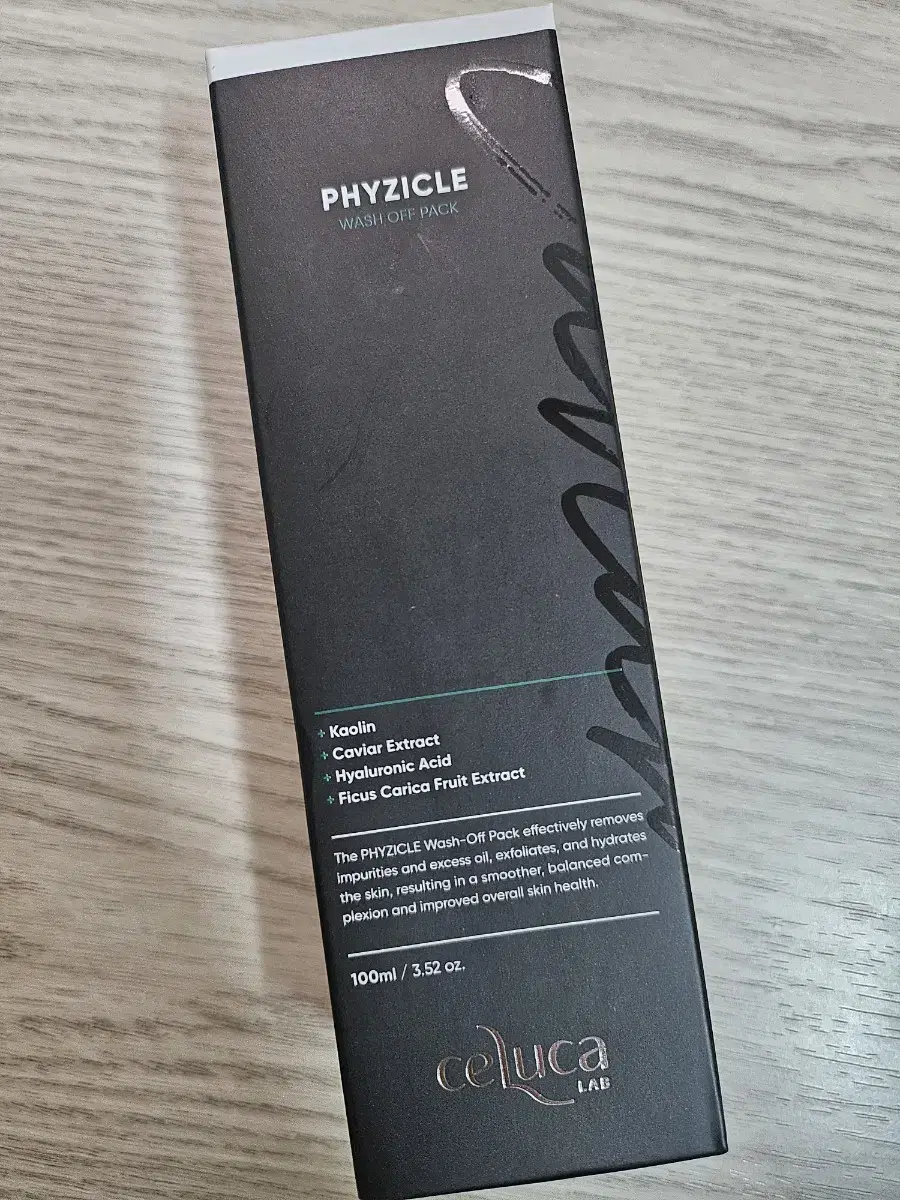 PHYZICLE
WASH OFF PACK
+ Kaolin
+ Caviar Extract
+ Hyaluronic Acid
+ Ficus Carica Fruit Extract
The PHYZICLE Wash-Off Pack effectively removes
impurities and excess oil, exfoliates, and hydrates
the skin, resulting in a smoother, balanced com-
plexion and improved overall skin health.
100ml / 3.52 oz.
ceLuca
LAB